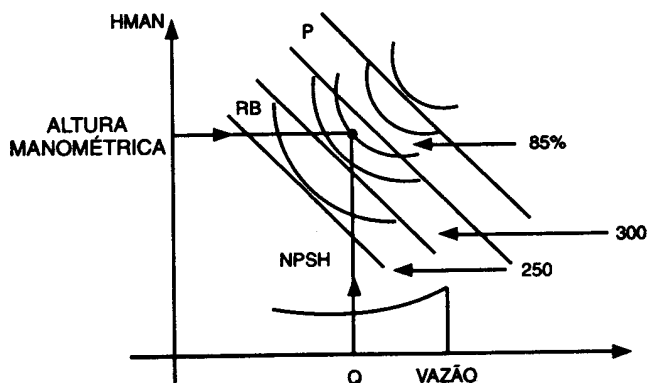 HMAN
P
RB
ALTURA
MANOMÉTRICA
85%
300
NPSH
250
Q
VAZÃO